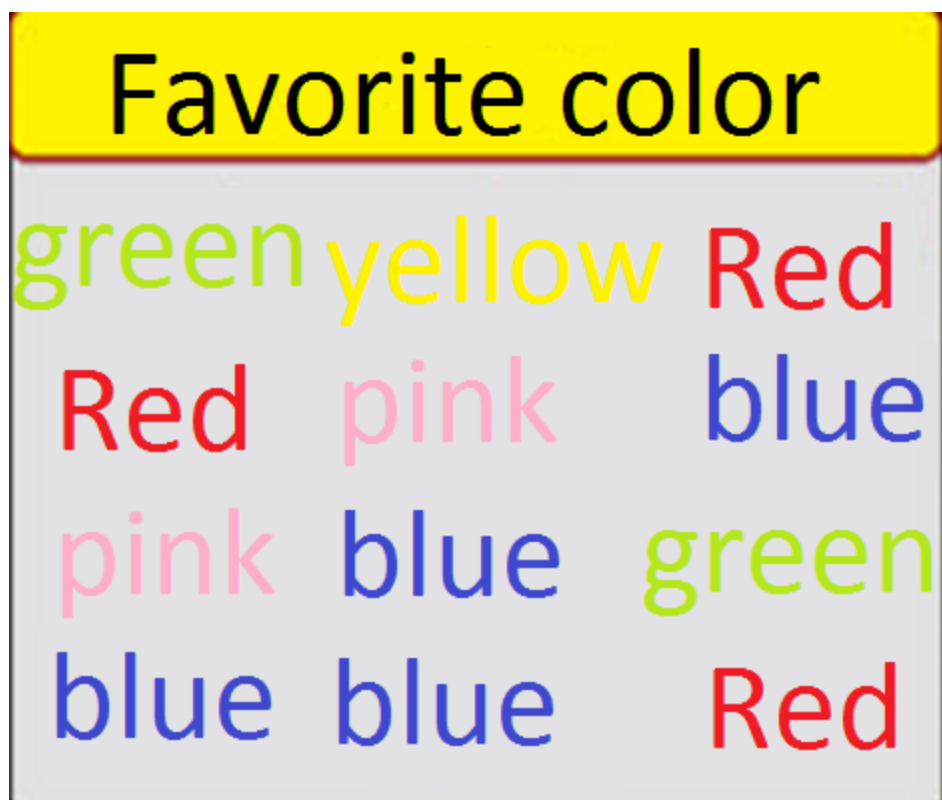 Favorite color
green yellow Red
Red pink blue
pink blue green
blue blue Red